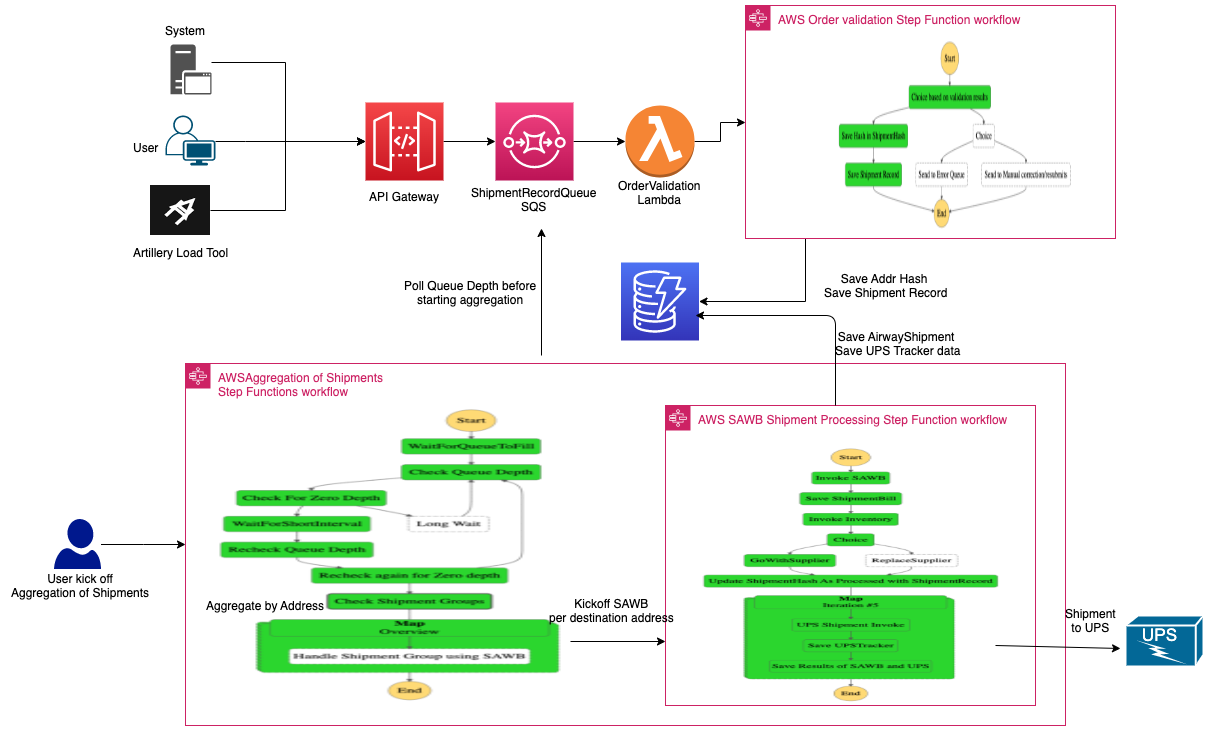 System
User
Artillery Load Tool
API Gateway
ShipmentRecordQueue
SQS
OrderValidation
Lambda
AWS Order validation Step Function workflow
Start
Choice based on validation results
Save Hash in ShipmentHash
Choice
Save Shipment Record
Send to Error Queue
Send to Manual correction/resubmits
End
Poll Queue Depth before
starting aggregation
Save Addr Hash
Save Shipment Record
Save AirwayShipment
Save UPS Tracker data
AWSAggregation of Shipments
Step Functions workflow
Start
WaitForQueueToFill
Check Queue Depth
Check For Zero Depth
Long Wait
WaitForShortInterval
Recheck Queue Depth
Recheck again for Zero depth
Aggregate by Address
Check Shipment Groups
Map
Overview
Handle Shipment Group using SAWB
End
User kick off
Aggregation of Shipments
Kickoff SAWB
per destination address
AWS SAWB Shipment Processing Step Function workflow
Start
Invoke SAWB
Save ShipmentBill
Invoke Inventory
Choice
GoWithSupplier
ReplaceSupplier
Update ShipmentHash As Processed with ShipmentRecord
Map
Iteration #5
UPS Shipment Invoke
Save UPSTracker
Save Results of SAWB and UPS
End
Shipment
to UPS
UPS